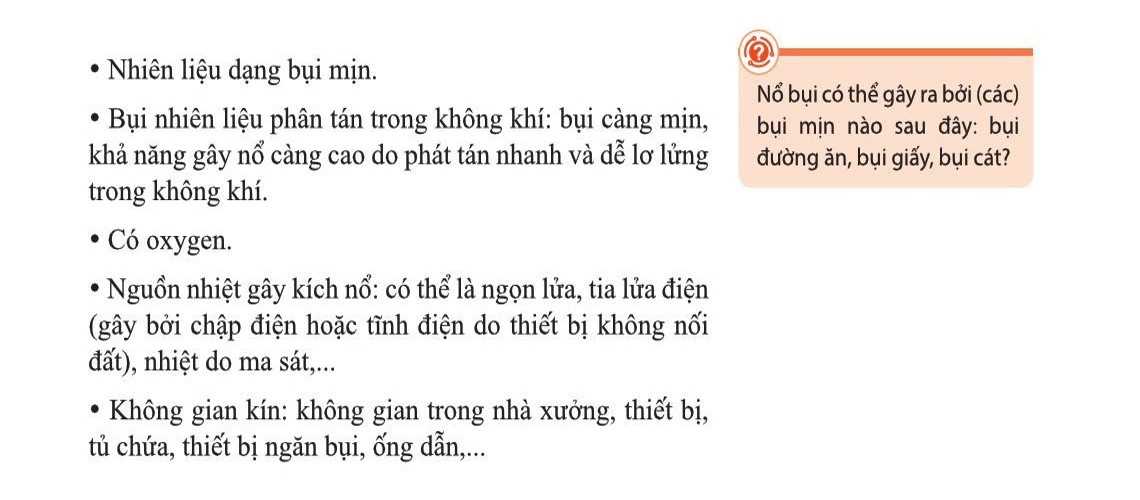 • Nhiên liệu dạng bụi mịn.
• Bụi nhiên liệu phân tán trong không khí: bụi càng mịn,
khả năng gây nổ càng cao do phát tán nhanh và dễ lơ lửng
trong không khí.
• Có oxygen.
• Nguồn nhiệt gây kích nổ: có thể là ngọn lửa, tia lửa điện
(gây bởi chập điện hoặc tĩnh điện do thiết bị không nối
đất), nhiệt do ma sát,...
• Không gian kín: không gian trong nhà xưởng, thiết bị,
tủ chứa, thiết bị ngăn bụi, ống dẫn,...
?
Nổ bụi có thể gây ra bởi (các)
bụi mịn nào sau đây: bụi
đường ăn, bụi giấy, bụi cát?